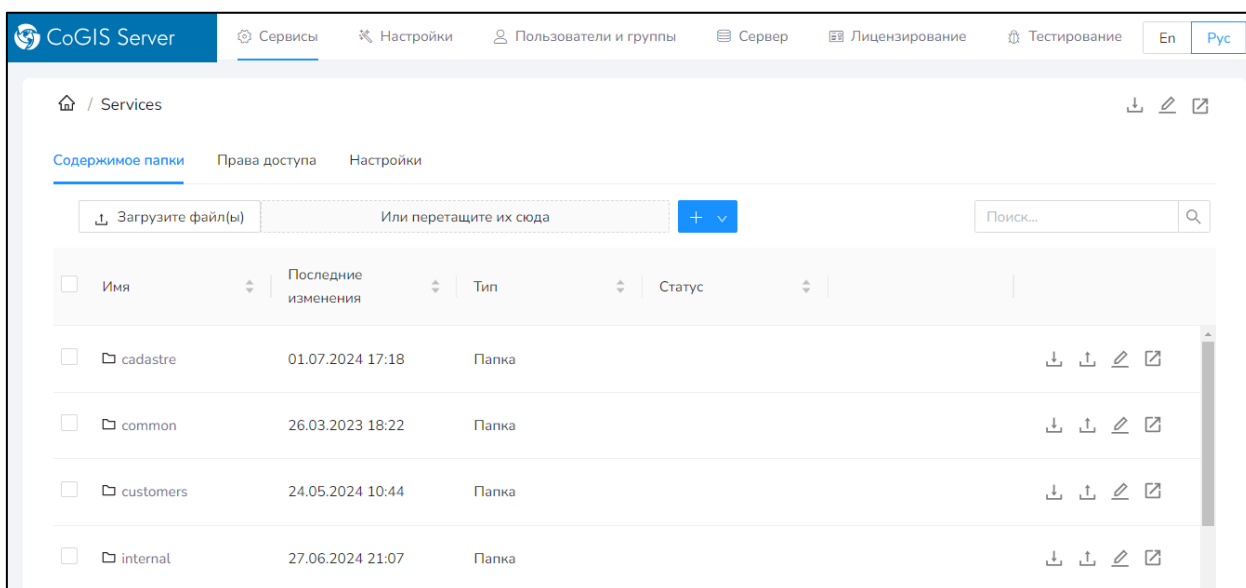 CoGIS Server Сервисы Настройки Пользователи и группы Сервер Лицензирование Тестирование En Рус
/ Services
Содержимое папки Права доступа Настройки
Загрузите файл(ы) Или перетащите их сюда Поиск...
Имя Последние изменения Тип Статус
cadastre 01.07.2024 17:18 Папка
common 26.03.2023 18:22 Папка
customers 24.05.2024 10:44 Папка
internal 27.06.2024 21:07 Папка